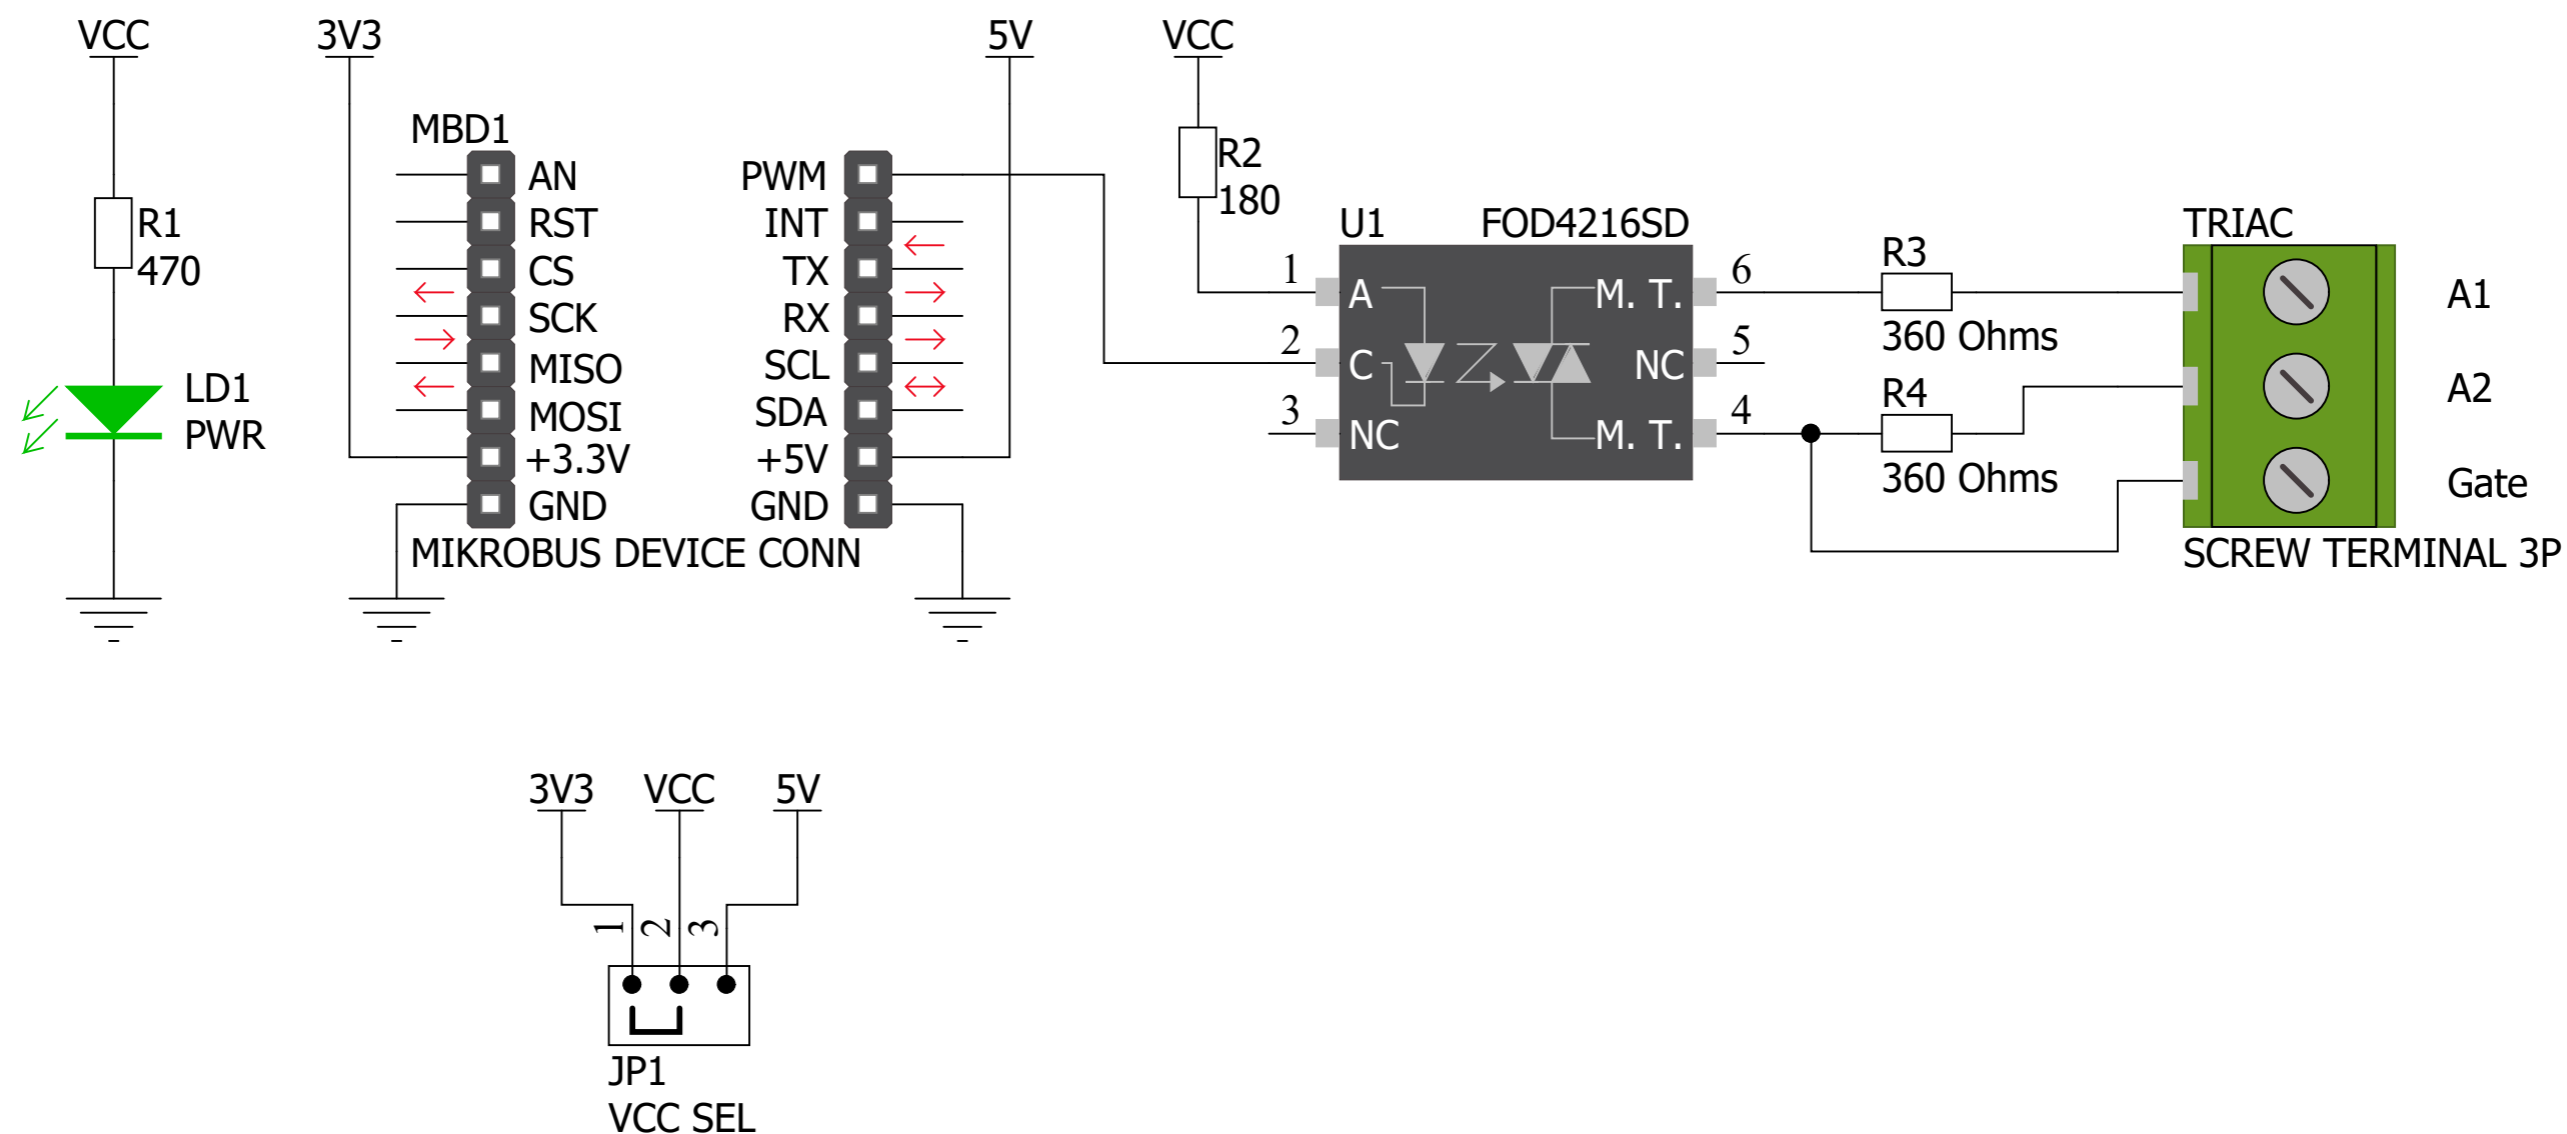 VCC
3V3
5V
VCC
R1
470
LD1
PWR
MBD1
AN
RST
CS
SCK
MISO
MOSI
+3.3V
GND
PWM
INT
TX
RX
SCL
SDA
+5V
GND
MIKROBUS DEVICE CONN
R2
180
U1
FOD4216SD
1
2
3
A
C
NC
M. T.
NC
M. T.
6
5
4
R3
360 Ohms
R4
360 Ohms
TRIAC
A1
A2
Gate
SCREW TERMINAL 3P
3V3
VCC
5V
1
2
3
JP1
VCC SEL